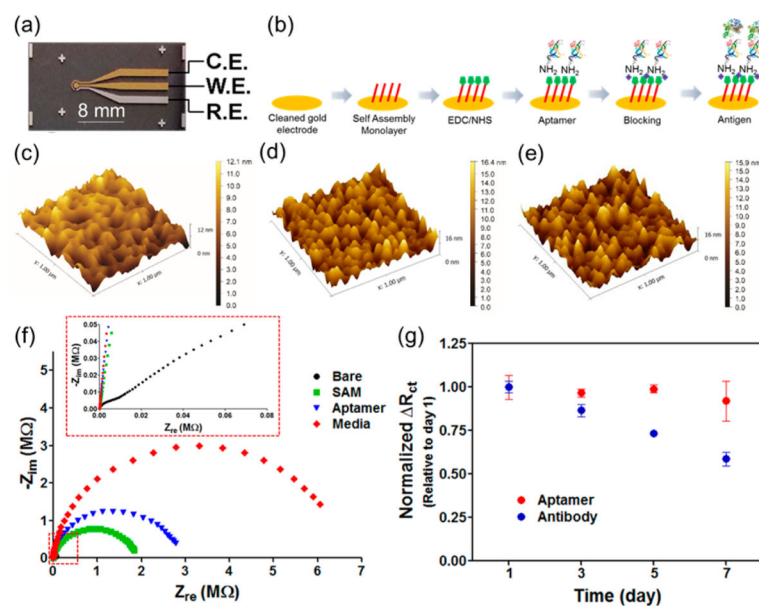 (a)
C.E.
W.E.
R.E.
8 mm
(b)
NH₂ NH₂
NH₂ NH₂
NH₂ NH₂
Cleaned gold
electrode
Self Assembly
Monolayer
EDC/NHS
Aptamer
Blocking
Antigen
(c)
12.1 nm
11.0
10.0
9.0
8.0
7.0
6.0
5.0
4.0
3.0
2.0
1.0
0.0
12 nm
0 nm
y: 1.00 µm
x: 1.00 µm
(d)
16.4 nm
15.0
14.0
13.0
12.0
11.0
10.0
9.0
8.0
7.0
6.0
5.0
4.0
3.0
2.0
1.0
0.0
16 nm
0 nm
y: 1.00 µm
x: 1.00 µm
(e)
15.9 nm
15.0
14.0
13.0
12.0
11.0
10.0
9.0
8.0
7.0
6.0
5.0
4.0
3.0
2.0
1.0
0.0
16 nm
0 nm
y: 1.00 µm
x: 1.00 µm
(f)
-Zim (MΩ)
5
4
3
2
1
0
0 1 2 3 4 5 6 7
Zre (MΩ)
-Zim (MΩ)
0.05
0.04
0.03
0.02
0.01
0.00
0.00 0.02 0.04 0.06 0.08
Zre (MΩ)
Bare
SAM
Aptamer
Media
(g)
Normalized ΔRct
(Relative to day 1)
1.25
1.00
0.75
0.50
0.25
0.00
Aptamer
Antibody
1 3 5 7
Time (day)